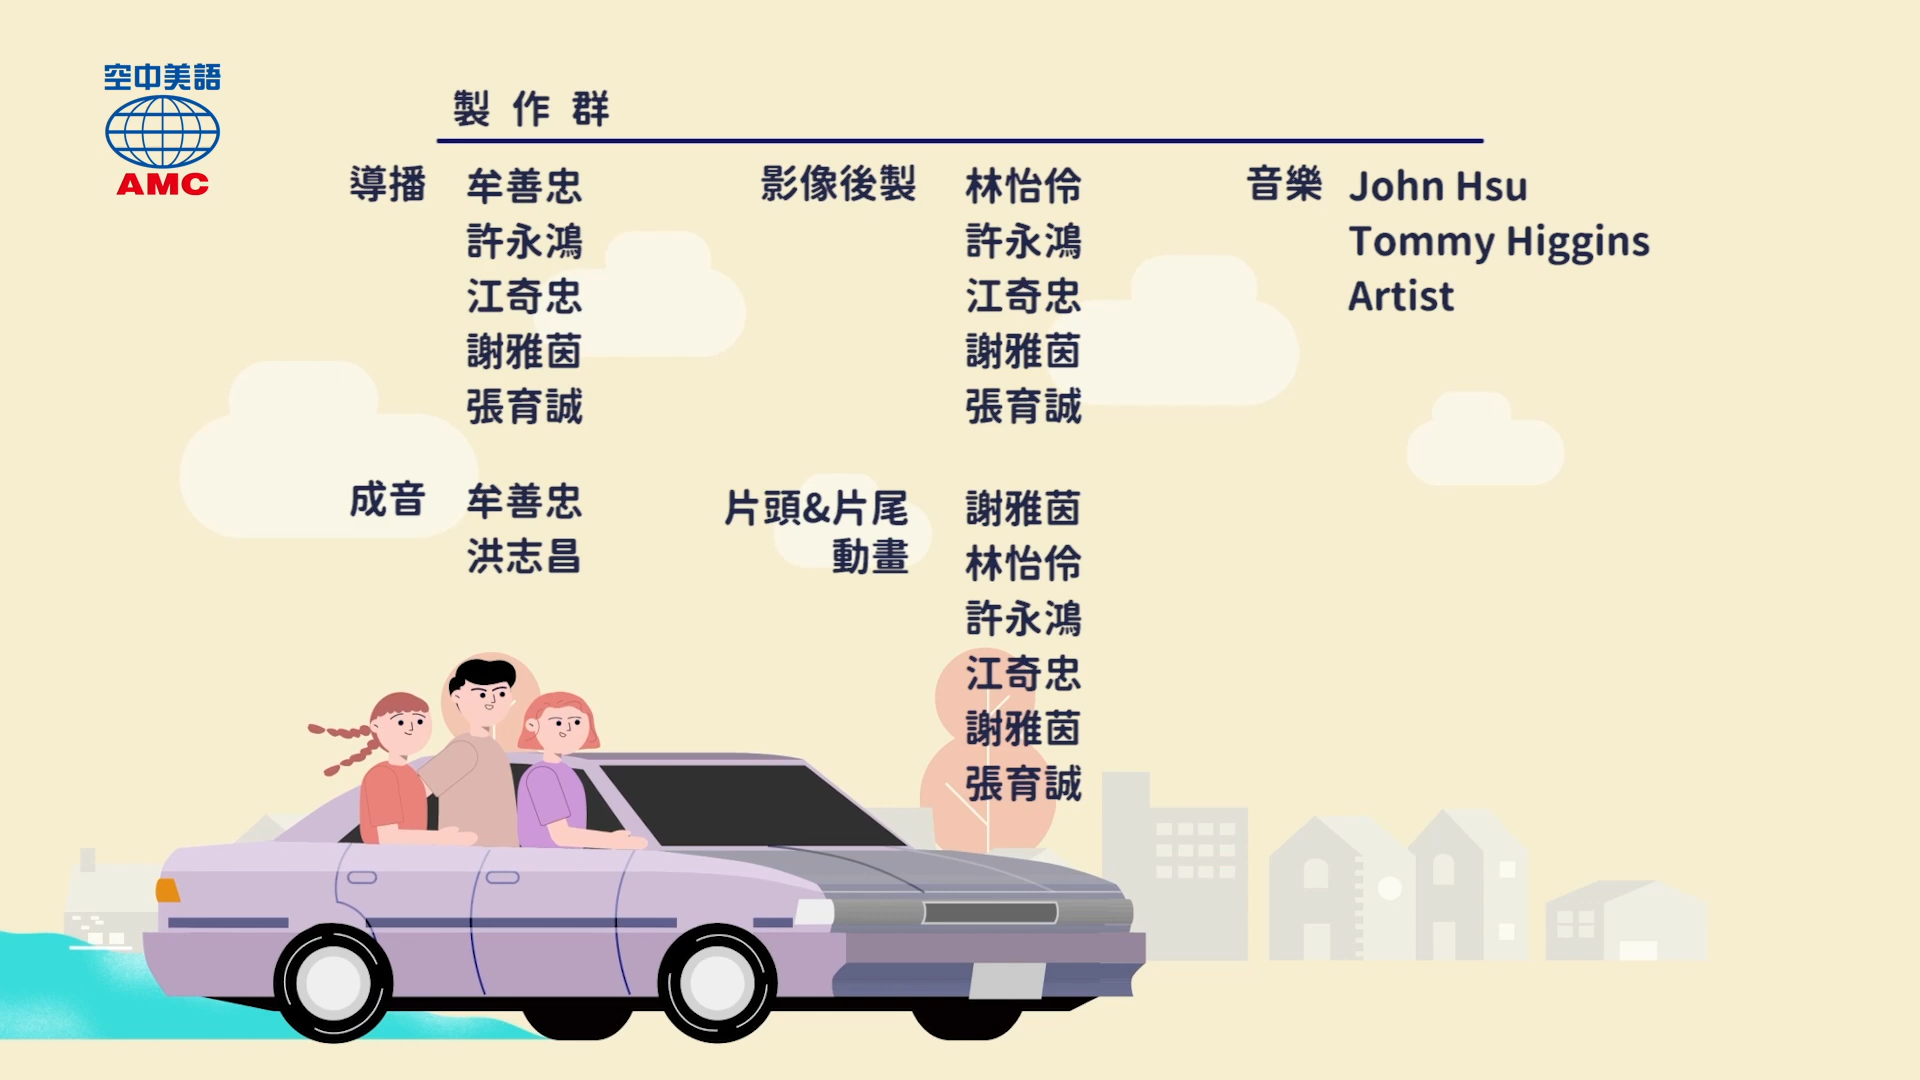 空中美語
AMC
製作群
導播 牟善忠
許永鴻
江奇忠
謝雅茵
張育誠
成音 牟善忠
洪志昌
影像後製 林怡伶
許永鴻
江奇忠
謝雅茵
張育誠
片頭&片尾
動畫
謝雅茵
林怡伶
許永鴻
江奇忠
謝雅茵
張育誠
音樂 John Hsu
Tommy Higgins
Artist